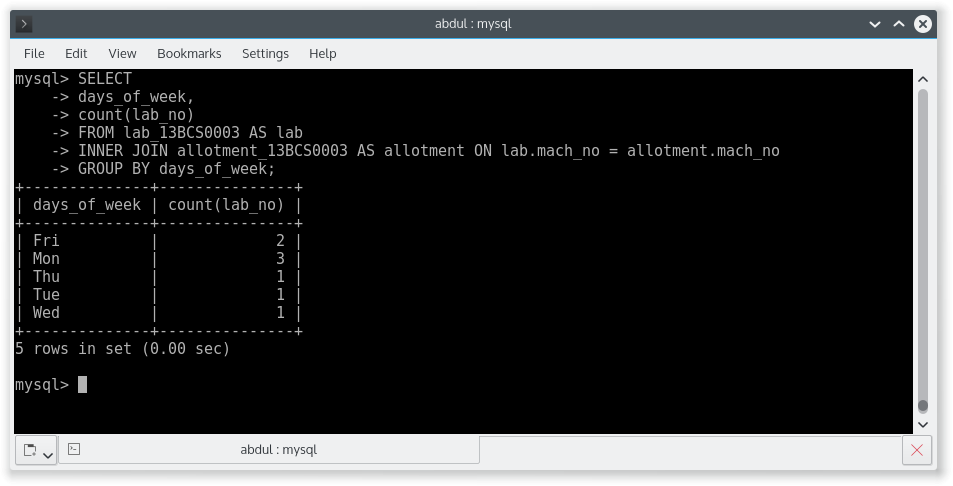 abdul : mysql
File Edit View Bookmarks Settings Help
mysql> SELECT
    -> days_of_week,
    -> count(lab_no)
    -> FROM lab_13BCS0003 AS lab
    -> INNER JOIN allotment_13BCS0003 AS allotment ON lab.mach_no = allotment.mach_no
    -> GROUP BY days_of_week;
+--------------+---------------+
| days_of_week | count(lab_no) |
+--------------+---------------+
| Fri          |             2 |
| Mon          |             3 |
| Thu          |             1 |
| Tue          |             1 |
| Wed          |             1 |
+--------------+---------------+
5 rows in set (0.00 sec)
mysql>
abdul : mysql